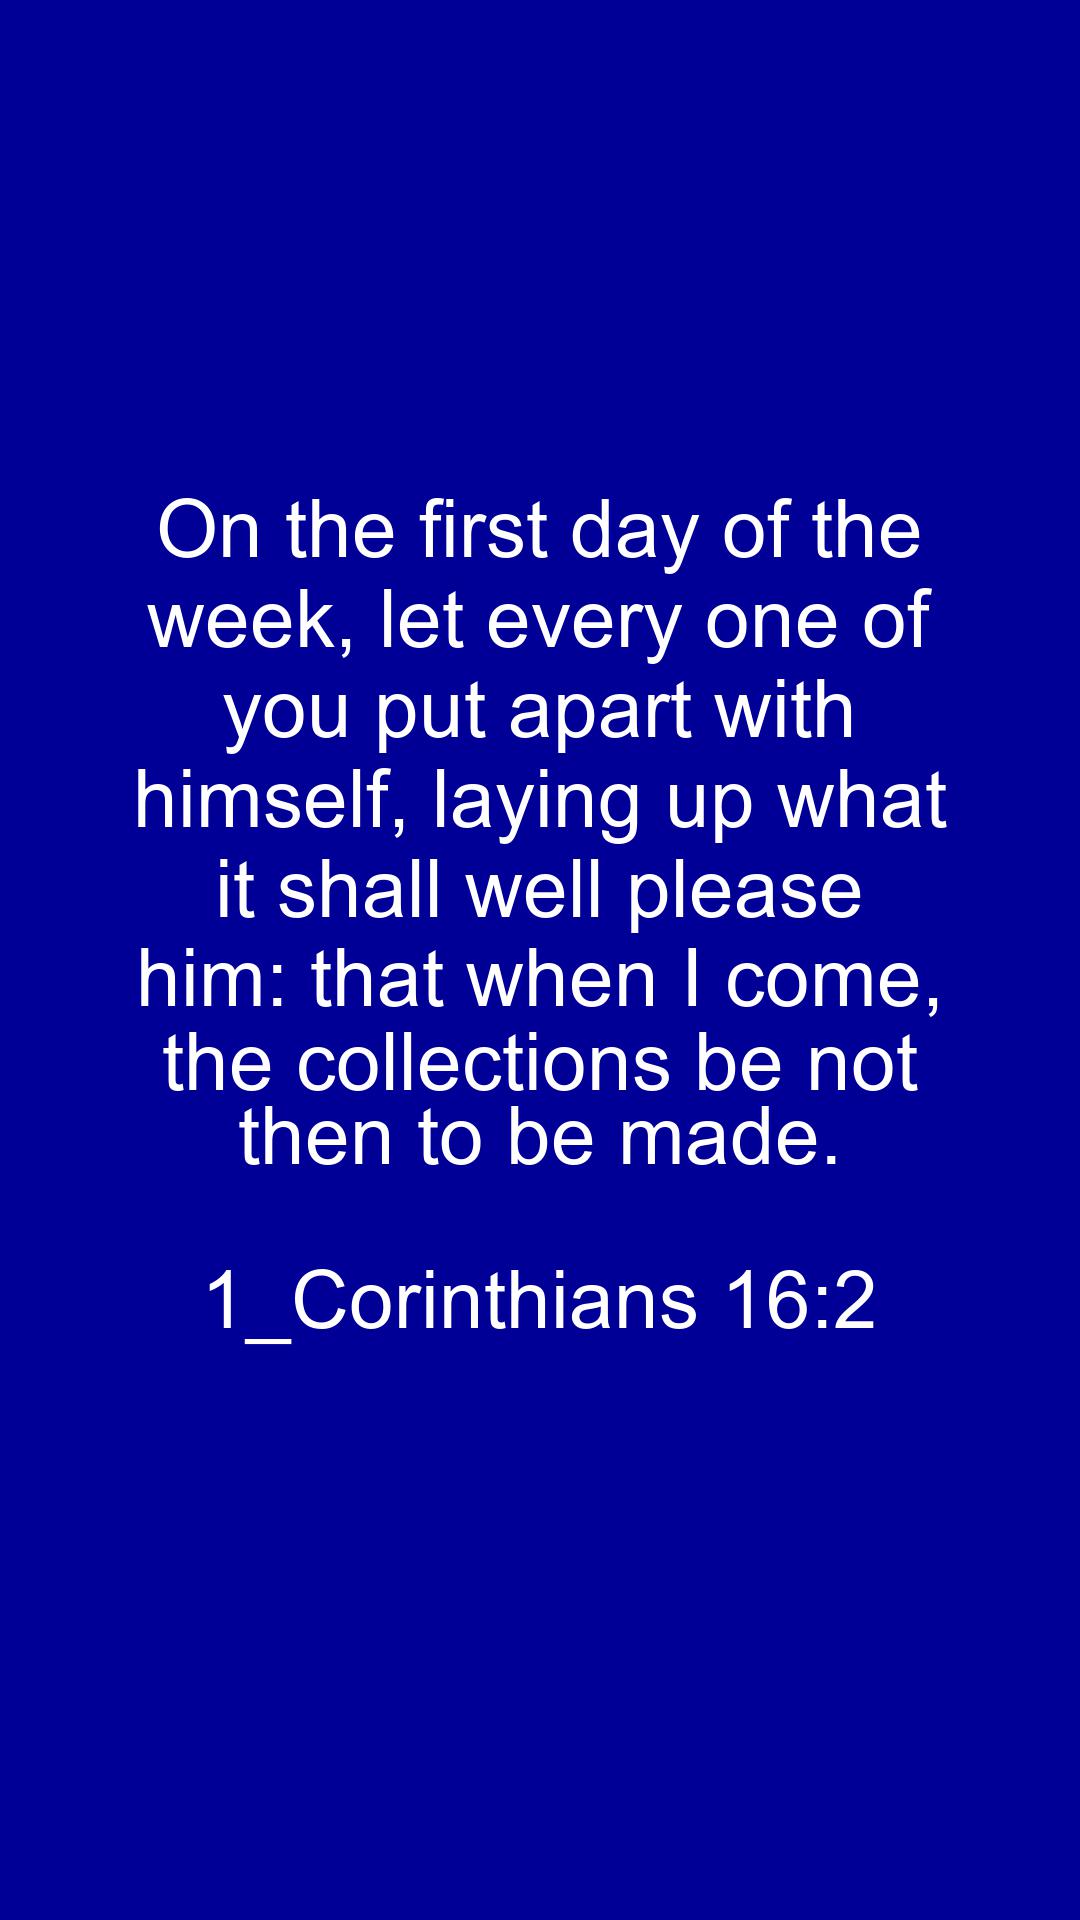 On the first day of the
week, let every one of
you put apart with
himself, laying up what
it shall well please
him: that when I come,
the collections be not
then to be made.
1_Corinthians 16:2